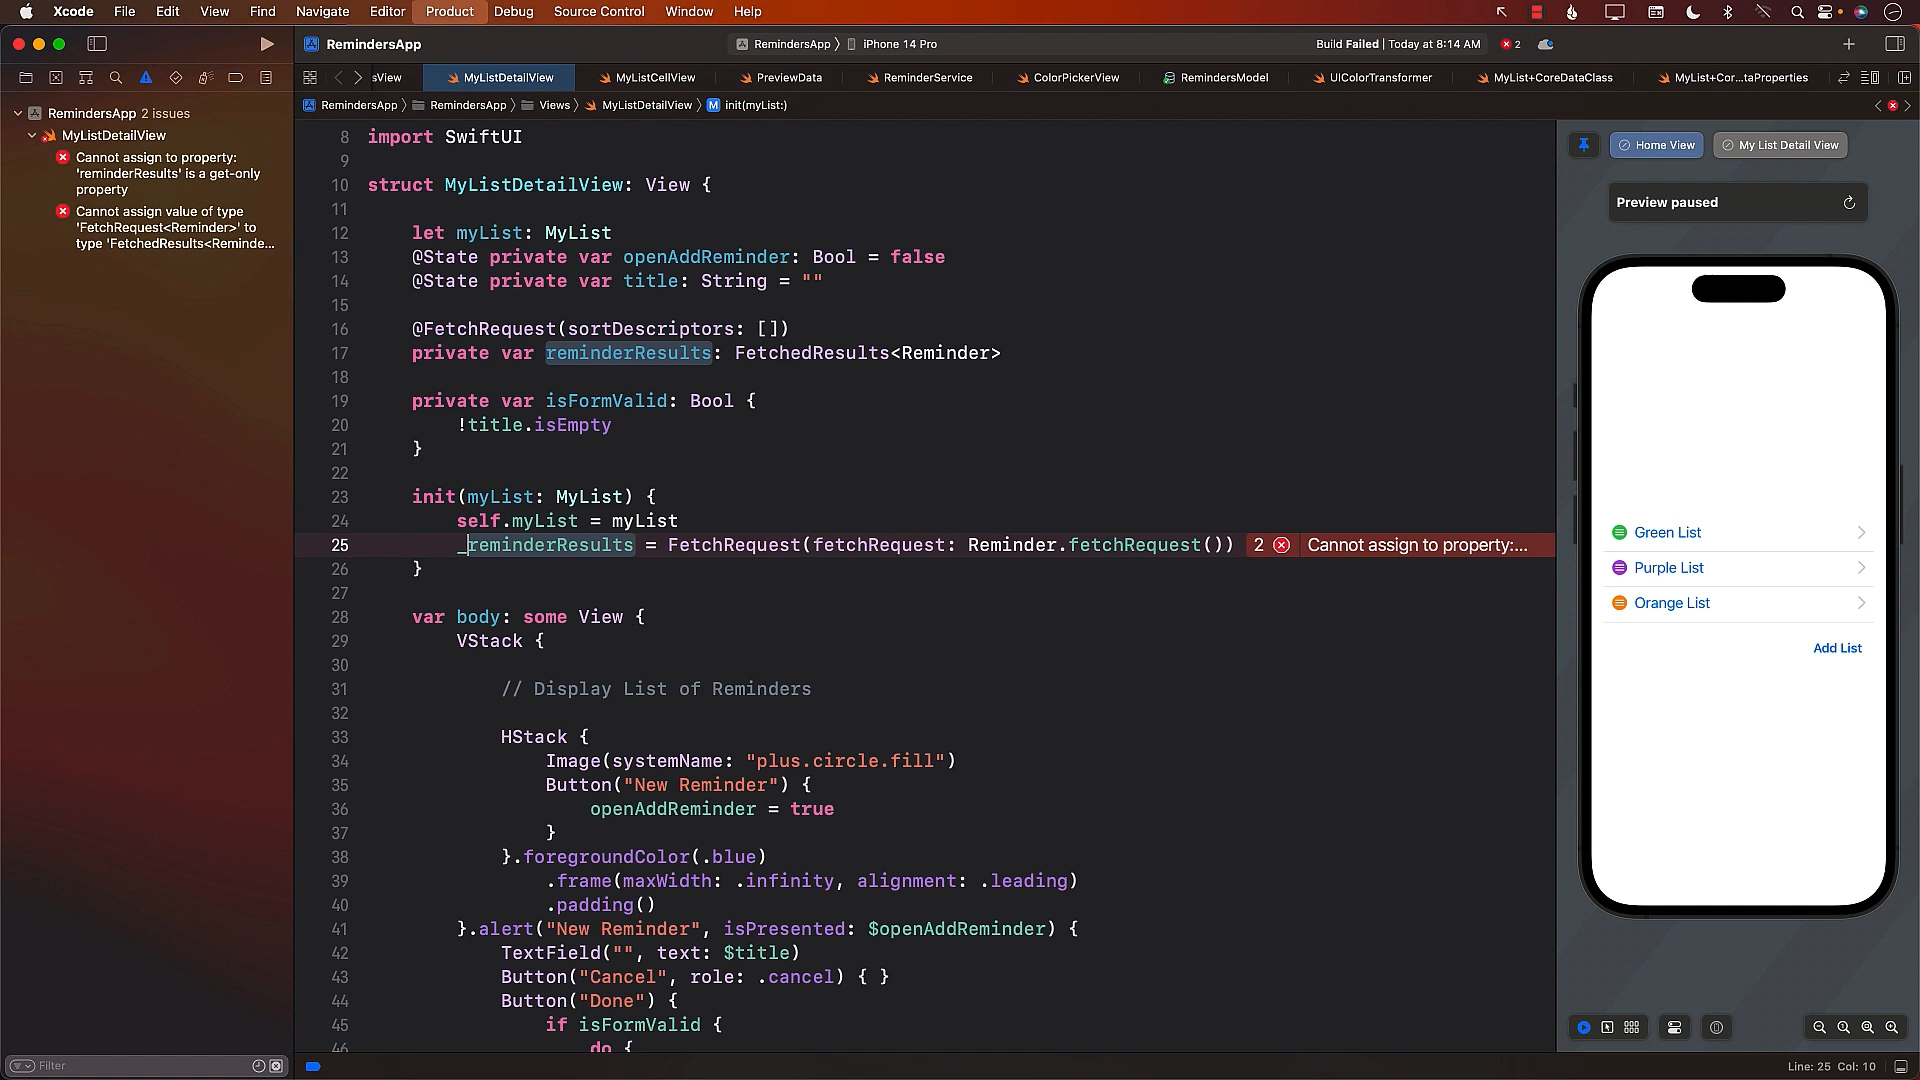 Xcode File Edit View Find Navigate Editor Product Debug Source Control Window Help
RemindersApp
RemindersApp iPhone 14 Pro
Build Failed | Today at 8:14 AM
2
sView MyListDetailView MyListCellView PreviewData ReminderService ColorPickerView RemindersModel UIColorTransformer MyList+CoreDataClass MyList+Cor...taProperties
RemindersApp RemindersApp Views MyListDetailView M init(myList:)
RemindersApp 2 issues
MyListDetailView
Cannot assign to property:
'reminderResults' is a get-only
property
Cannot assign value of type
'FetchRequest<Reminder>' to
type 'FetchedResults<Reminde...
Filter
8 import SwiftUI
9
10 struct MyListDetailView: View {
11
12 let myList: MyList
13 @State private var openAddReminder: Bool = false
14 @State private var title: String = ""
15
16 @FetchRequest(sortDescriptors: [])
17 private var reminderResults: FetchedResults<Reminder>
18
19 private var isFormValid: Bool {
20 !title.isEmpty
21 }
22
23 init(myList: MyList) {
24 self.myList = myList
25 _reminderResults = FetchRequest(fetchRequest: Reminder.fetchRequest()) 2 Cannot assign to property:...
26 }
27
28 var body: some View {
29 VStack {
30
31 // Display List of Reminders
32
33 HStack {
34 Image(systemName: "plus.circle.fill")
35 Button("New Reminder") {
36 openAddReminder = true
37 }
38 }.foregroundColor(.blue)
39 .frame(maxWidth: .infinity, alignment: .leading)
40 .padding()
41 }.alert("New Reminder", isPresented: $openAddReminder) {
42 TextField("", text: $title)
43 Button("Cancel", role: .cancel) { }
44 Button("Done") {
45 if isFormValid {
46 do {
Home View My List Detail View
Preview paused
Green List
Purple List
Orange List
Add List
Line: 25 Col: 10